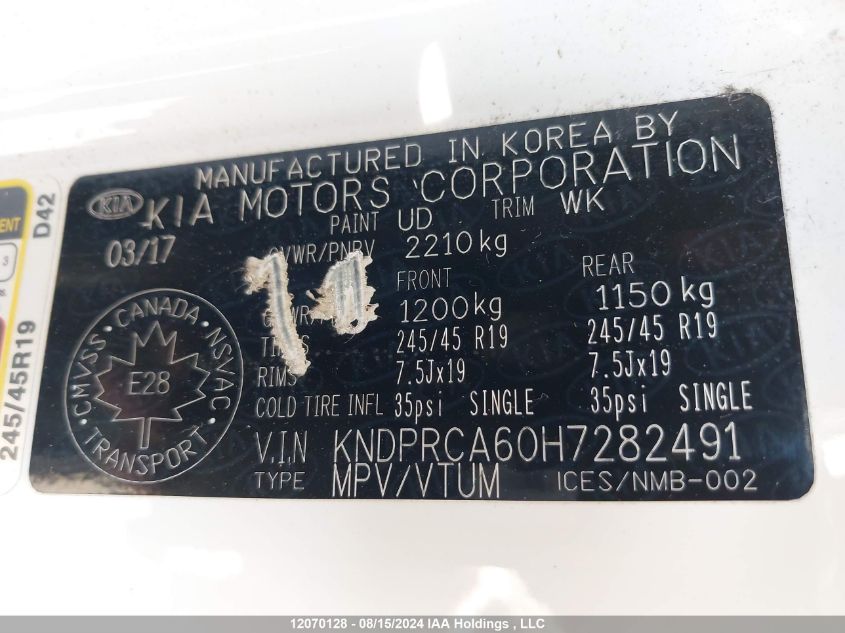 MANUFACTURED IN KOREA BY
KIA KIA MOTORS CORPORATION
PAINT UD TRIM WK
03/17 GVWR/PNBV 2210kg
FRONT REAR
1200kg 1150kg
245/45 R19 245/45 R19
RIMS 7.5Jx19 7.5Jx19
COLD TIRE INFL 35psi SINGLE 35psi SINGLE
V.I.N KNDPRCA60H7282491
TYPE MPV/VTUM ICES/NMB-002
CANADA
CMVSS NSVAC
E28
TRANSPORT
D42
245/45R19
12070128 - 08/15/2024 IAA Holdings , LLC